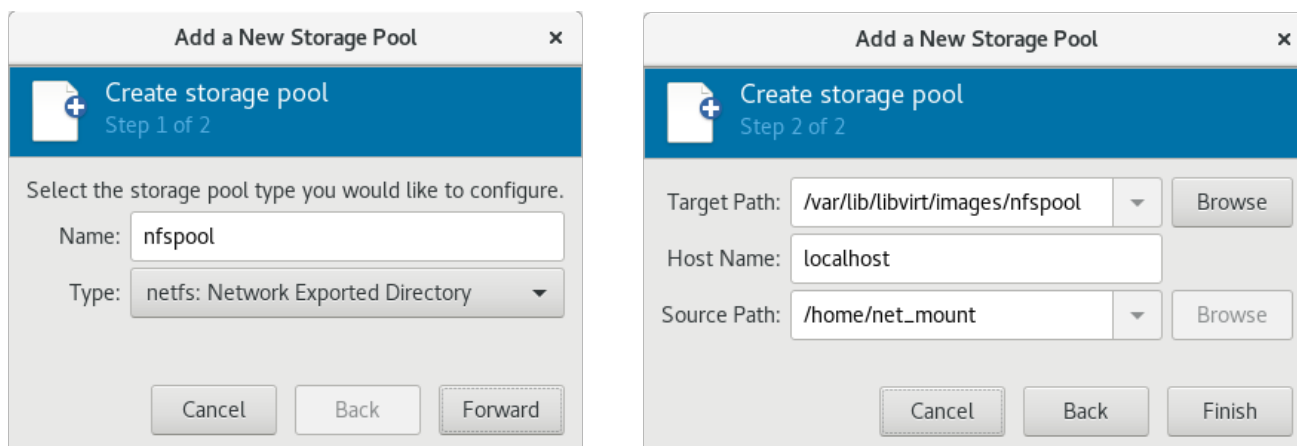 Add a New Storage Pool ×
Create storage pool
Step 1 of 2
Select the storage pool type you would like to configure.
Name: nfspool
Type: netfs: Network Exported Directory
Cancel Back Forward
Add a New Storage Pool ×
Create storage pool
Step 2 of 2
Target Path: /var/lib/libvirt/images/nfspool Browse
Host Name: localhost
Source Path: /home/net_mount Browse
Cancel Back Finish